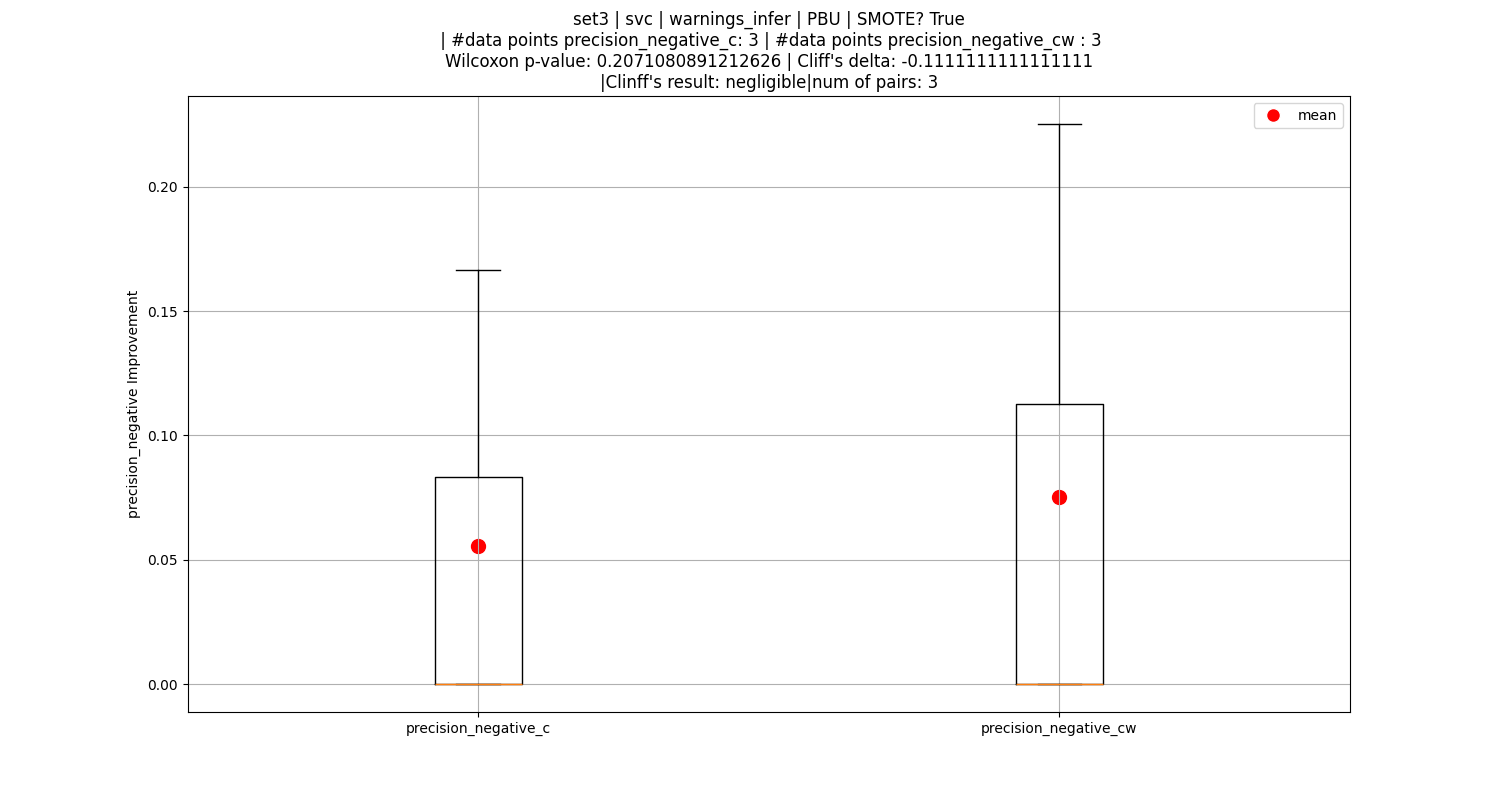 set3 | svc | warnings_infer | PBU | SMOTE? True
| #data points precision_negative_c: 3 | #data points precision_negative_cw : 3
Wilcoxon p-value: 0.2071080891212626 | Cliff's delta: -0.1111111111111111
|Clinff's result: negligible|num of pairs: 3
mean
precision_negative Improvement
0.20
0.15
0.10
0.05
0.00
precision_negative_c
precision_negative_cw